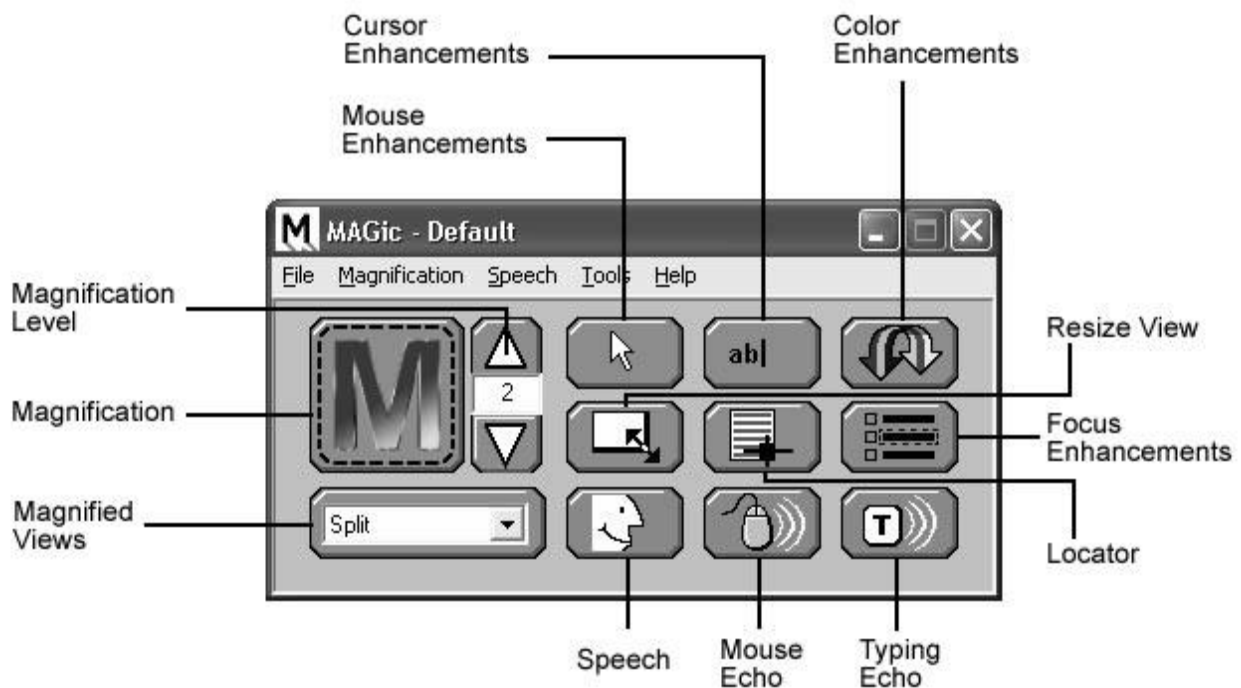 Cursor
Enhancements
Color
Enhancements
Mouse
Enhancements
M MAGic - Default
File Magnification Speech Tools Help
Magnification
Level
Resize View
M
2
ab|
Magnification
Focus
Enhancements
Magnified
Views
Split
T
Locator
Speech
Mouse
Echo
Typing
Echo